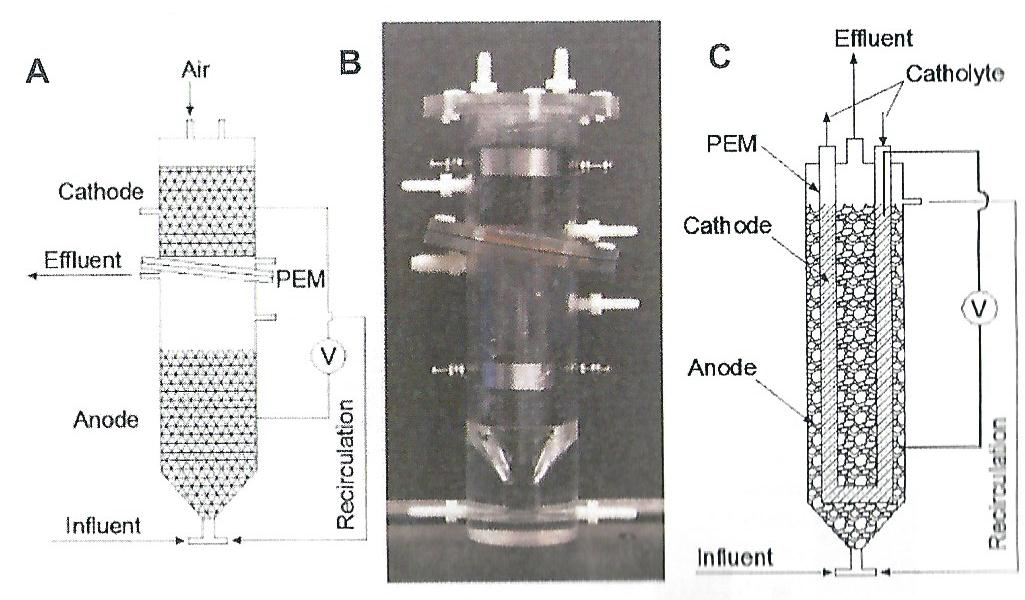 A
Air
Cathode
Effluent
PEM
V
Anode
Recirculation
Influent
B
C
Effluent
Catholyte
PEM
Cathode
V
Anode
Recirculation
Influent